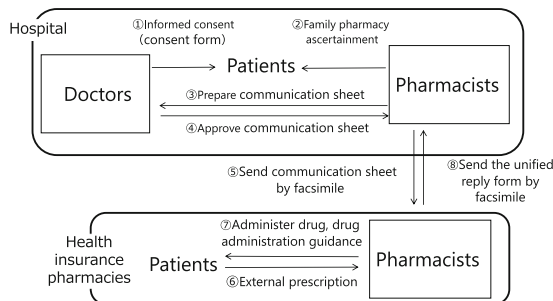 Hospital
①Informed consent
(consent form)
②Family pharmacy
ascertainment
Doctors
Patients
Pharmacists
③Prepare communication sheet
④Approve communication sheet
⑤Send communication sheet
by facsimile
⑧Send the unified
reply form by
facsimile
Health
insurance
pharmacies
⑦Administer drug, drug
administration guidance
Patients
Pharmacists
⑥External prescription